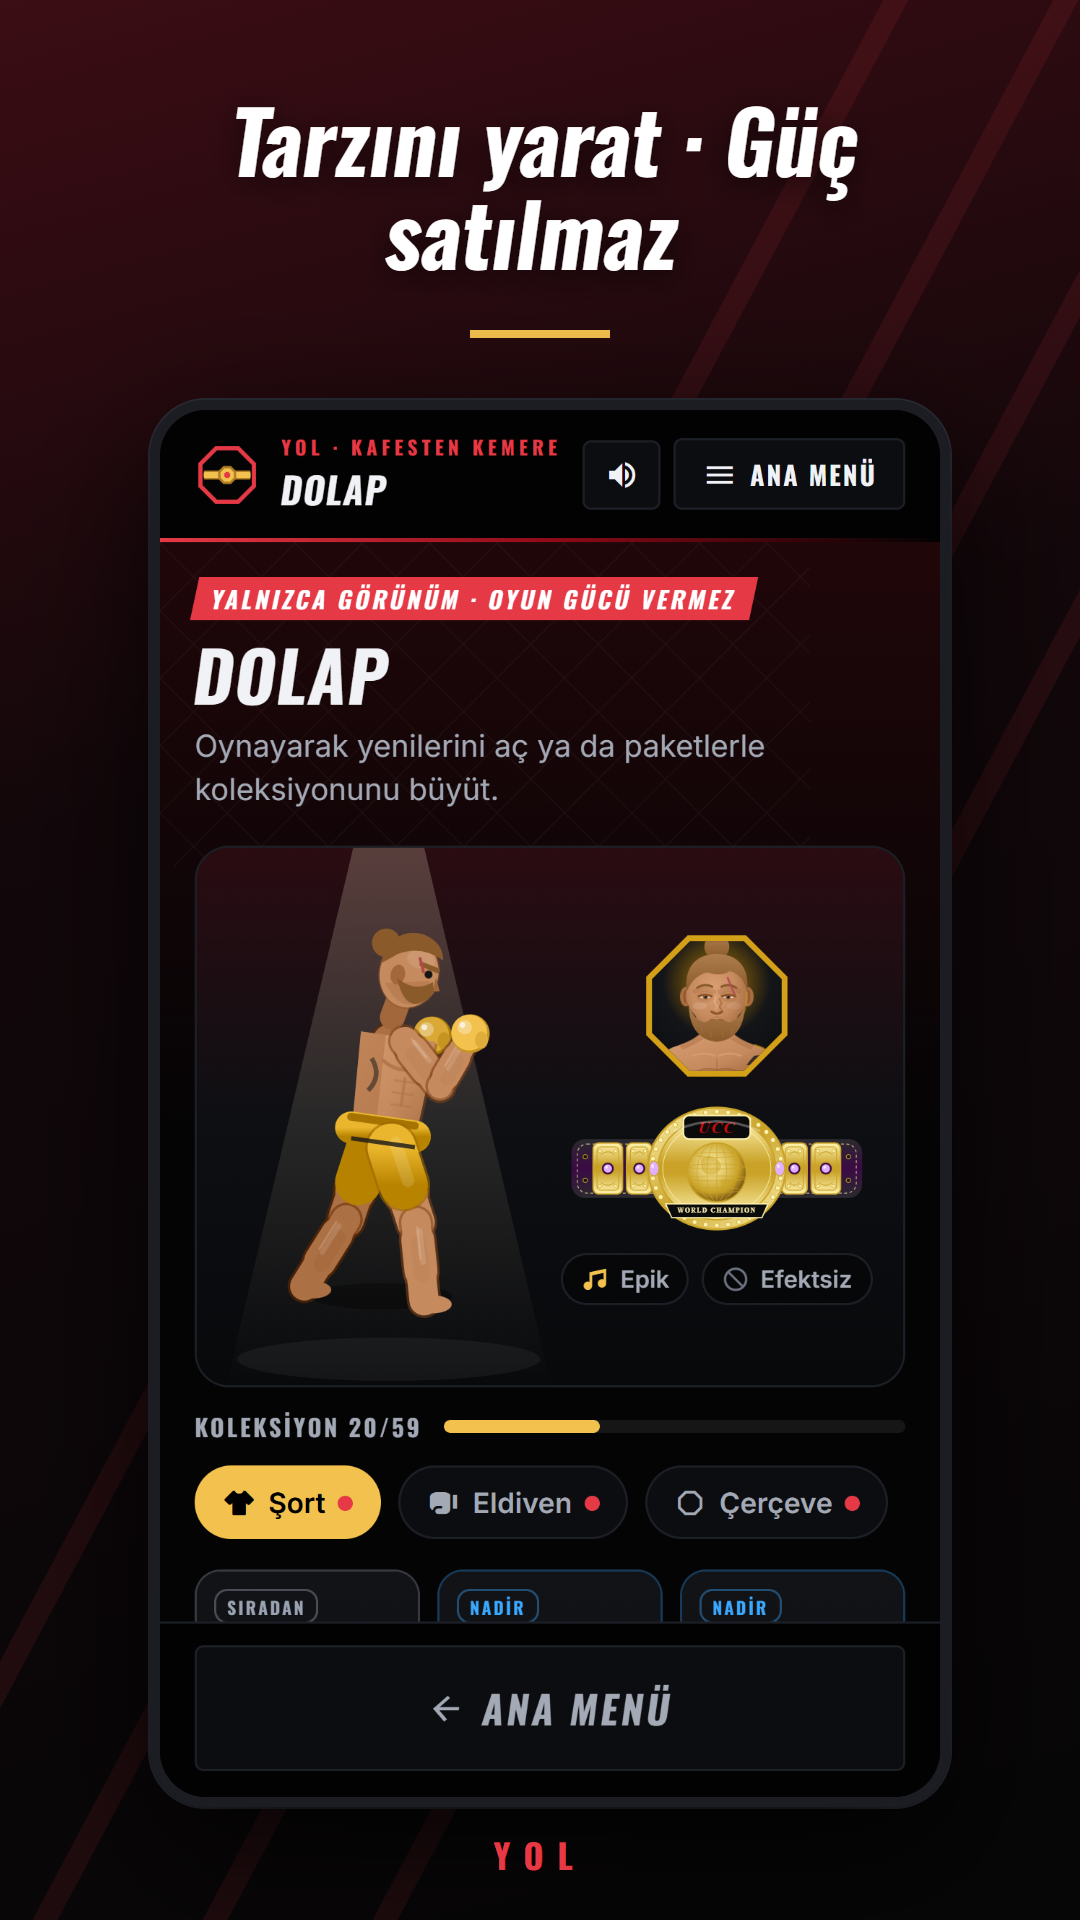 Tarzını yarat · Güç
satılmaz
YOL · KAFESTEN KEMERE
DOLAP
ANA MENÜ
YALNIZCA GÖRÜNÜM · OYUN GÜCÜ VERMEZ
DOLAP
Oynayarak yenilerini aç ya da paketlerle
koleksiyonunu büyüt.
UCC
WORLD CHAMPION
Epik
Efektsiz
KOLEKSİYON 20/59
Şort
Eldiven
Çerçeve
SIRADAN
NADİR
NADİR
← ANA MENÜ
YOL